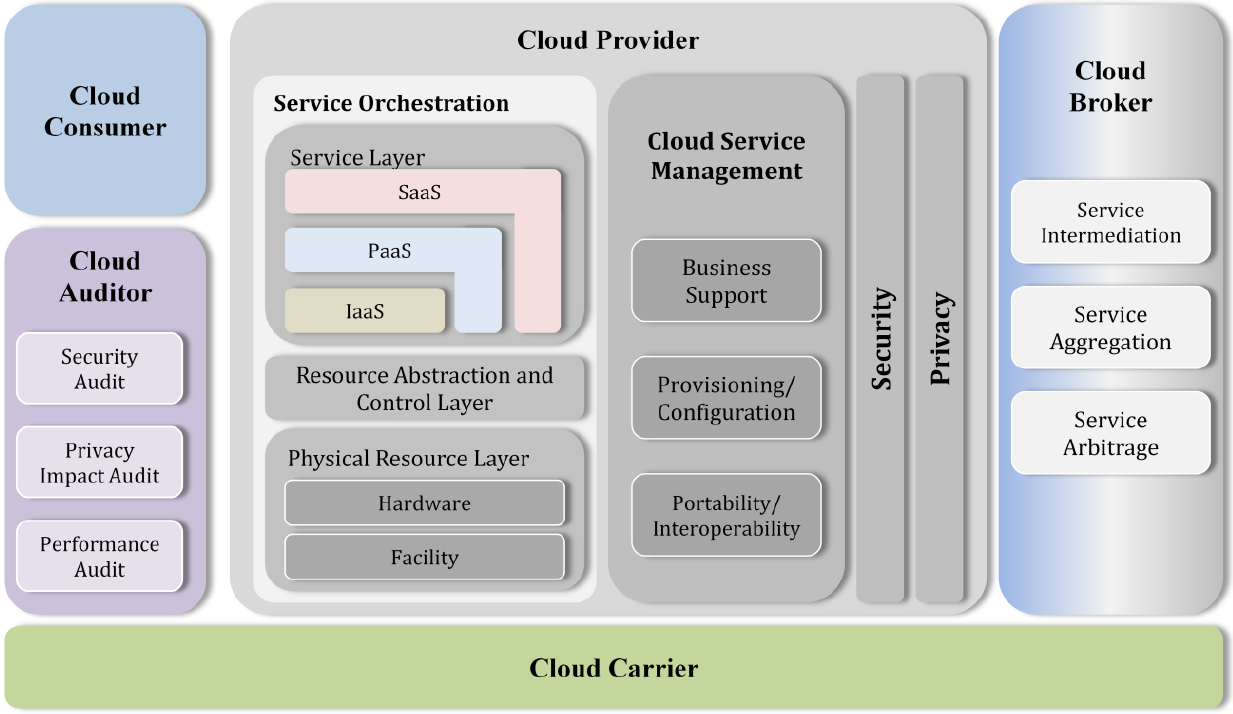 Cloud
Consumer
Cloud
Auditor
Security
Audit
Privacy
Impact Audit
Performance
Audit
Cloud Provider
Service Orchestration
Service Layer
SaaS
PaaS
IaaS
Resource Abstraction and
Control Layer
Physical Resource Layer
Hardware
Facility
Cloud Service
Management
Business
Support
Provisioning/
Configuration
Portability/
Interoperability
Security
Privacy
Cloud
Broker
Service
Intermediation
Service
Aggregation
Service
Arbitrage
Cloud Carrier